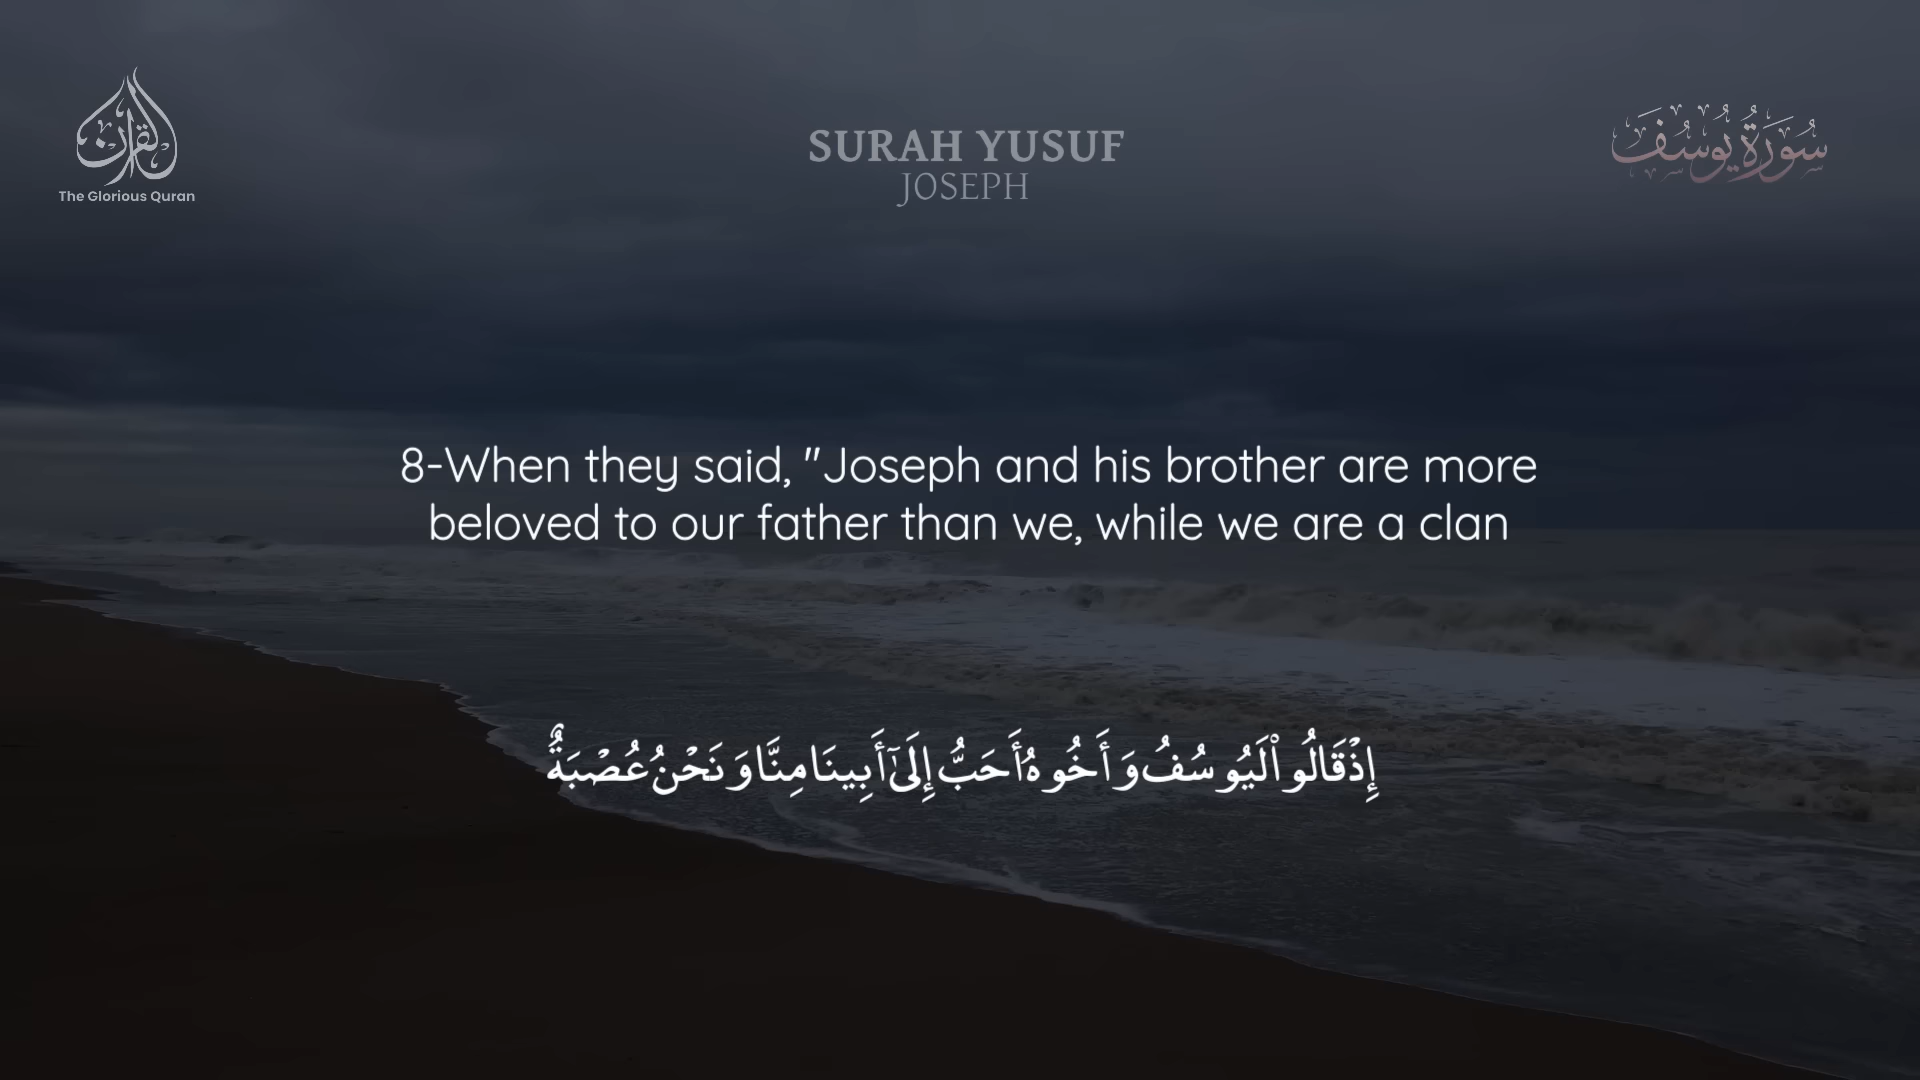 القرآن
The Glorious Quran
SURAH YUSUF
JOSEPH
سُورَةُ يُوسُفَ
8-When they said, "Joseph and his brother are more
beloved to our father than we, while we are a clan
إِذْ قَالُوا۟ لَيُوسُفُ وَأَخُوهُ أَحَبُّ إِلَىٰٓ أَبِينَا مِنَّا وَنَحْنُ عُصْبَةٌ